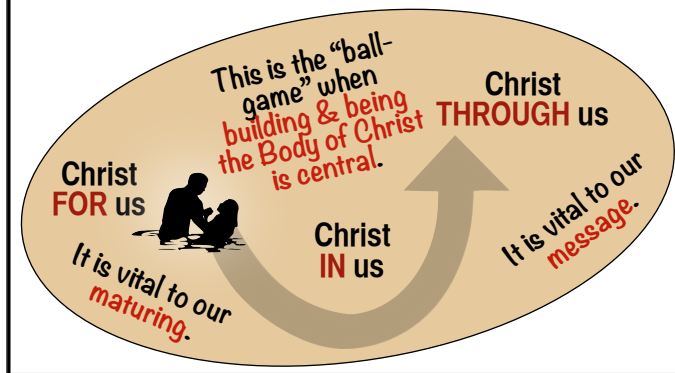 This is the “ball-
game” when
building & being
the Body of Christ
is central.
Christ
THROUGH us
Christ
FOR us
Christ
IN us
It is vital to our
maturing.
It is vital to our
message.